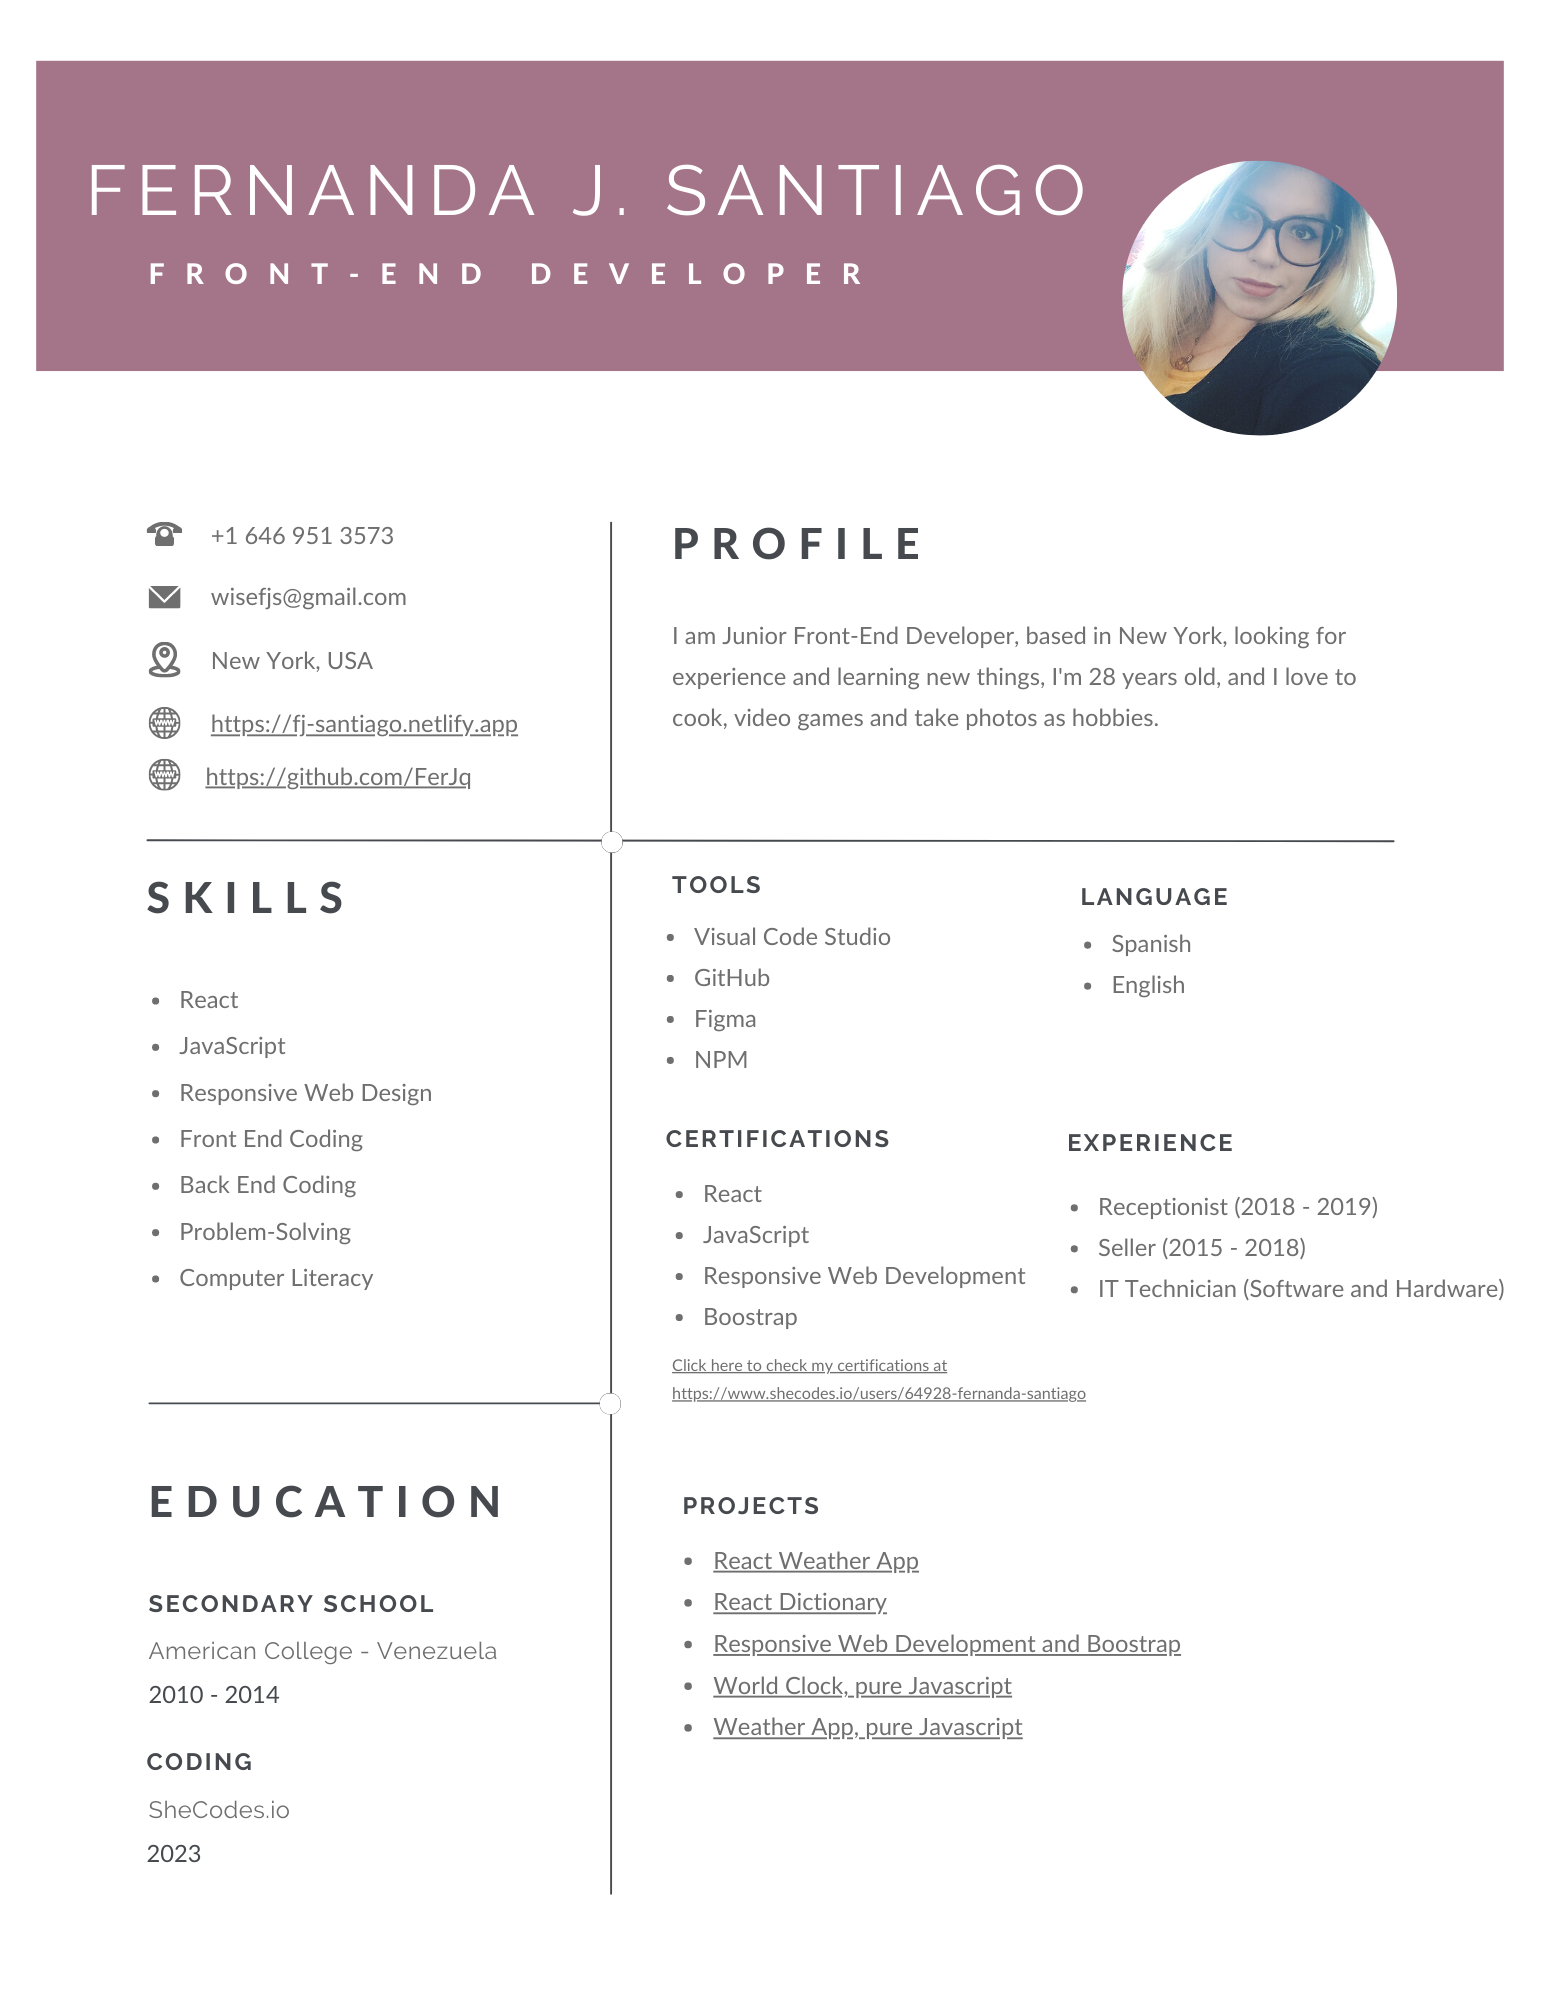 FERNANDA J. SANTIAGO
FRONT-END DEVELOPER
+1 646 951 3573
wisefjs@gmail.com
New York, USA
https://fj-santiago.netlify.app
https://github.com/FerJq
PROFILE
I am Junior Front-End Developer, based in New York, looking for
experience and learning new things, I'm 28 years old, and I love to
cook, video games and take photos as hobbies.
SKILLS
• React
• JavaScript
• Responsive Web Design
• Front End Coding
• Back End Coding
• Problem-Solving
• Computer Literacy
TOOLS
• Visual Code Studio
• GitHub
• Figma
• NPM
LANGUAGE
• Spanish
• English
CERTIFICATIONS
• React
• JavaScript
• Responsive Web Development
• Boostrap
Click here to check my certifications at
https://www.shecodes.io/users/64928-fernanda-santiago
EXPERIENCE
• Receptionist (2018 - 2019)
• Seller (2015 - 2018)
• IT Technician (Software and Hardware)
EDUCATION
SECONDARY SCHOOL
American College - Venezuela
2010 - 2014
CODING
SheCodes.io
2023
PROJECTS
• React Weather App
• React Dictionary
• Responsive Web Development and Boostrap
• World Clock, pure Javascript
• Weather App, pure Javascript